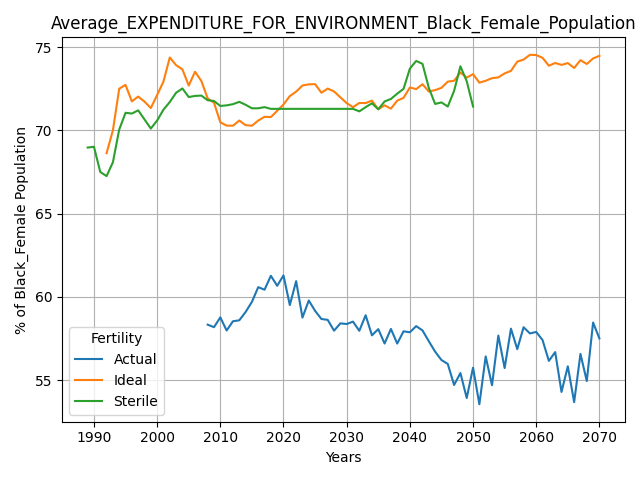 Average_EXPENDITURE_FOR_ENVIRONMENT_Black_Female_Population
% of Black_Female Population
75
70
65
60
55
Fertility
Actual
Ideal
Sterile
1990 2000 2010 2020 2030 2040 2050 2060 2070
Years